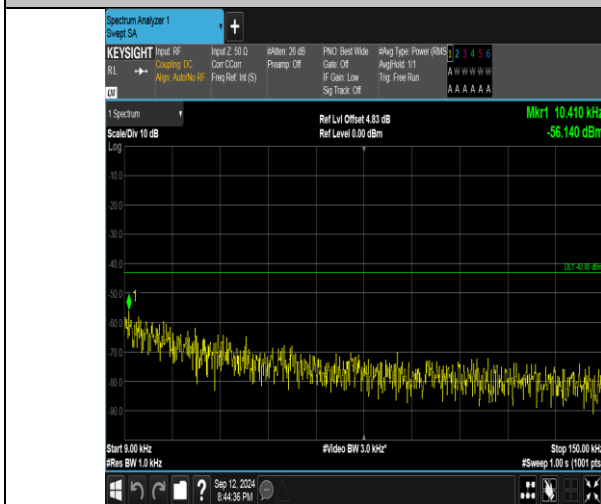 Spectrum Analyzer 1
Swept SA
+
KEYSIGHT Input: RF Input Z: 50 Ω #Atten: 26 dB PNO: Best Wide #Avg Type: Power (RMS 1 2 3 4 5 6
RL Coupling: DC Corr CCorr Preamp: Off Gate: Off Avg|Hold: 1/1 A W W W W W
Align: Auto/No RF Freq Ref: Int (S) IF Gain: Low Trig: Free Run
Sig Track: Off A A A A A A
1 Spectrum Ref Lvl Offset 4.83 dB Mkr1 10.410 kHz
Scale/Div 10 dB Ref Level 0.00 dBm -56.140 dBm
Log
-10.0
-20.0
-30.0
-40.0
DL1 -43.00 dBm
-50.0
1
-60.0
-70.0
-80.0
-90.0
Start 9.00 kHz #Video BW 3.0 kHz* Stop 150.00 kHz
#Res BW 1.0 kHz #Sweep 1.00 s (1001 pts)
? Sep 12, 2024
8:44:36 PM